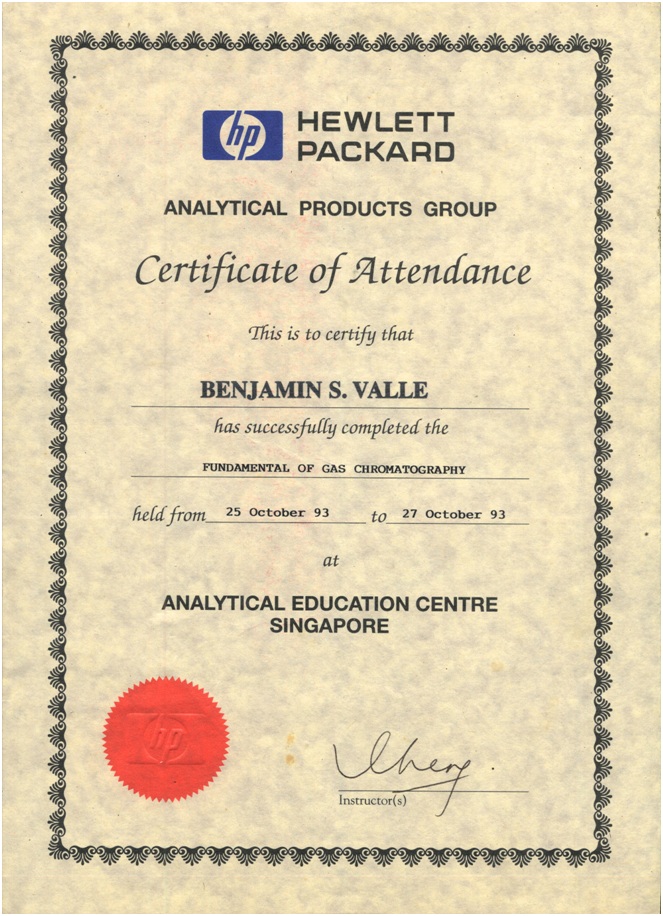 hp HEWLETT
PACKARD
ANALYTICAL PRODUCTS GROUP
Certificate of Attendance
This is to certify that
BENJAMIN S. VALLE
has successfully completed the
FUNDAMENTAL OF GAS CHROMATOGRAPHY
held from 25 October 93 to 27 October 93
at
ANALYTICAL EDUCATION CENTRE
SINGAPORE
hp
Instructor(s)